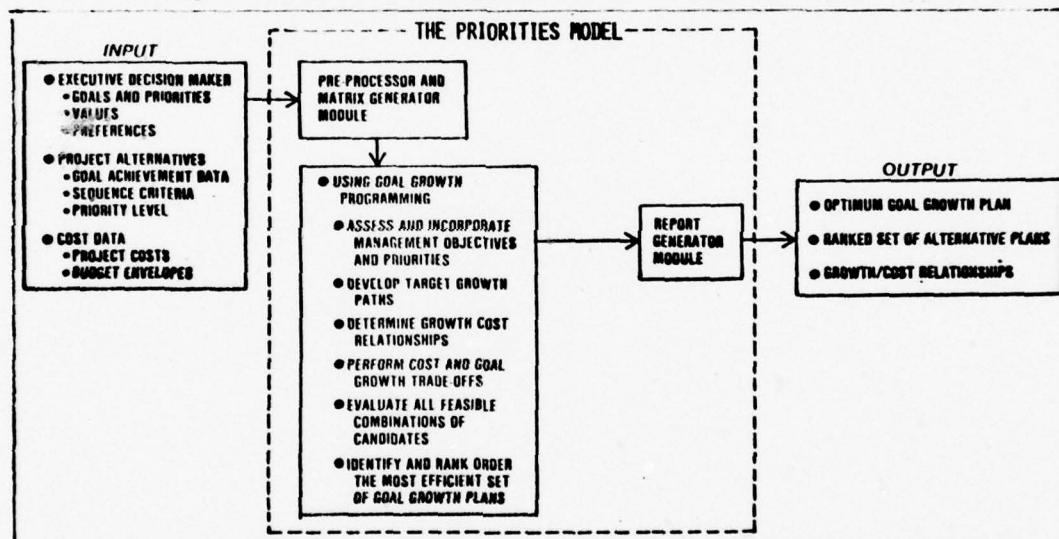 THE PRIORITIES MODEL
INPUT
● EXECUTIVE DECISION MAKER
● GOALS AND PRIORITIES
● VALUES
● PREFERENCES
● PROJECT ALTERNATIVES
● GOAL ACHIEVEMENT DATA
● SEQUENCE CRITERIA
● PRIORITY LEVEL
● COST DATA
● PROJECT COSTS
● BUDGET ENVELOPES
PRE-PROCESSOR AND
MATRIX GENERATOR
MODULE
● USING GOAL GROWTH
PROGRAMMING
● ASSESS AND INCORPORATE
MANAGEMENT OBJECTIVES
AND PRIORITIES
● DEVELOP TARGET GROWTH
PATHS
● DETERMINE GROWTH COST
RELATIONSHIPS
● PERFORM COST AND GOAL
GROWTH TRADE-OFFS
● EVALUATE ALL FEASIBLE
COMBINATIONS OF
CANDIDATES
● IDENTIFY AND RANK ORDER
THE MOST EFFICIENT SET
OF GOAL GROWTH PLANS
REPORT
GENERATOR
MODULE
OUTPUT
● OPTIMUM GOAL GROWTH PLAN
● RANKED SET OF ALTERNATIVE PLANS
● GROWTH/COST RELATIONSHIPS